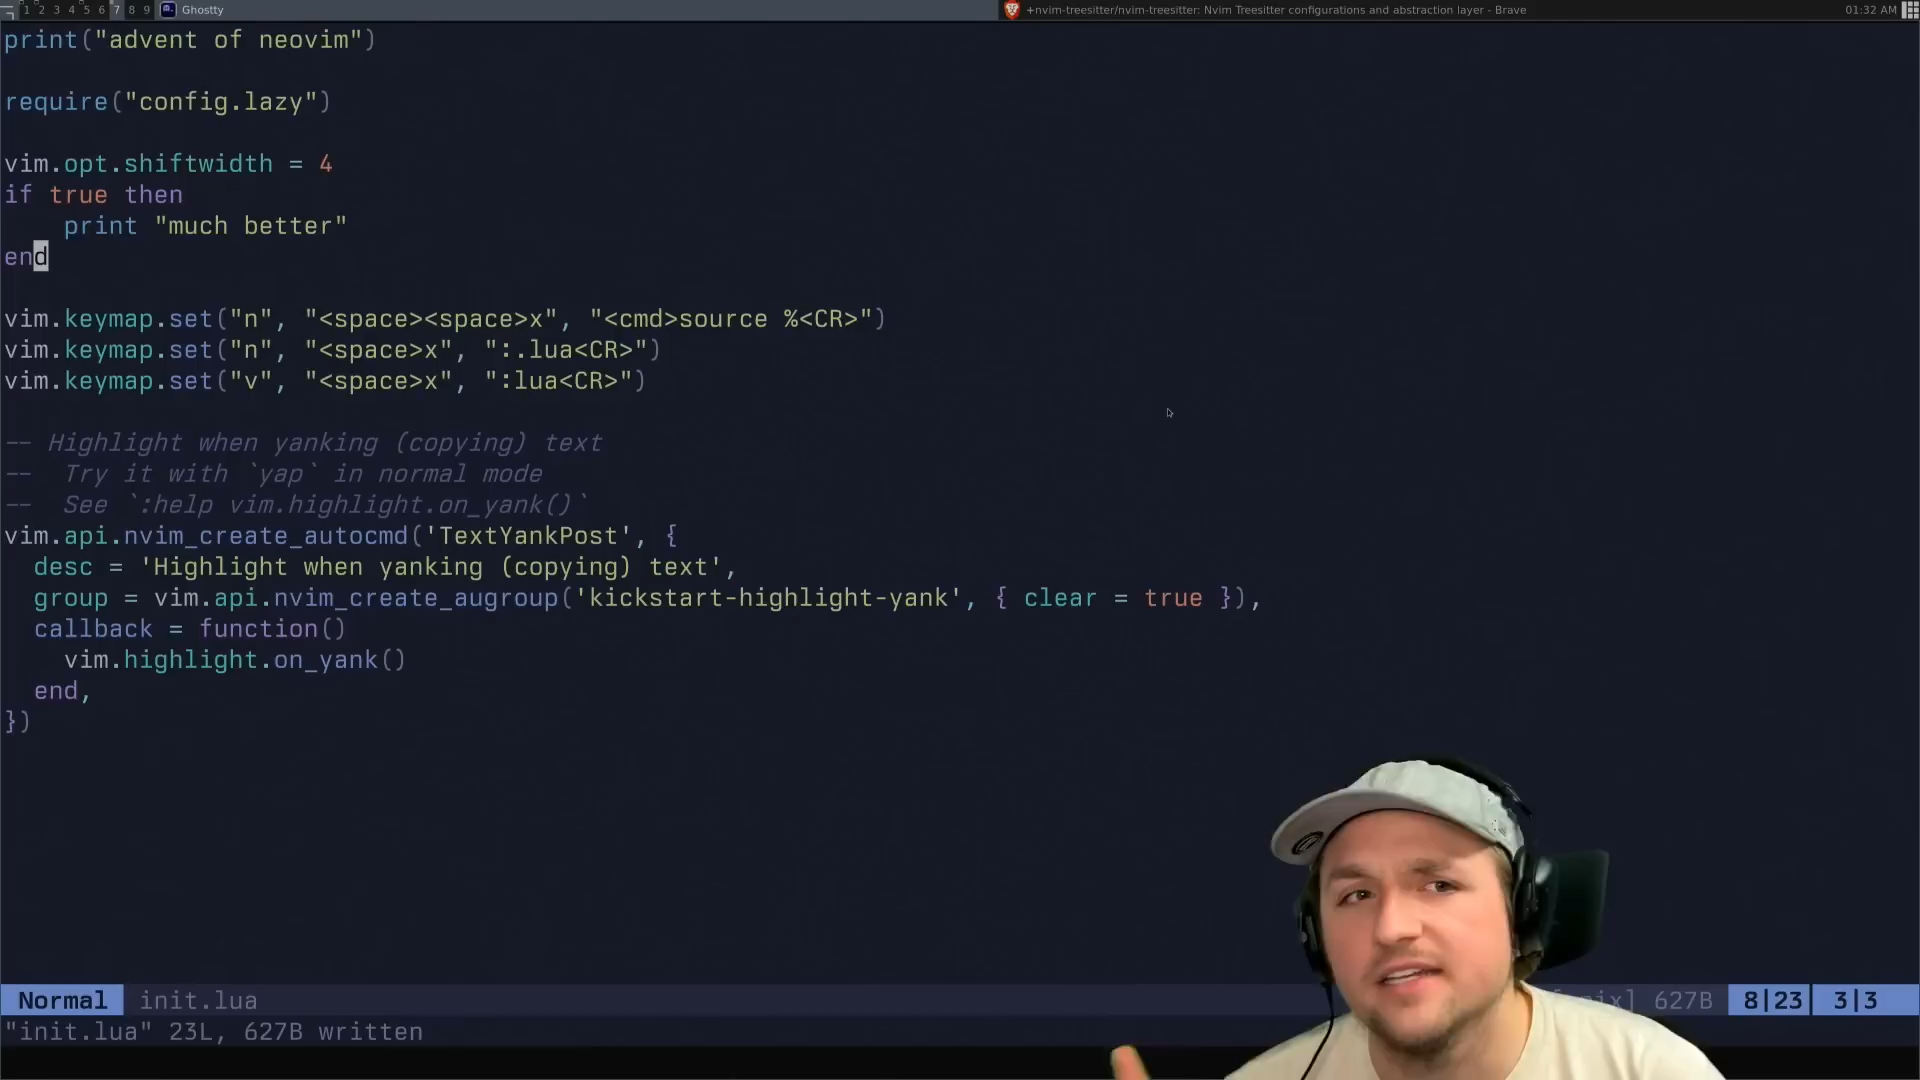 1 2 3 4 5 6 7 8 9 Ghostty +nvim-treesitter/nvim-treesitter: Nvim Treesitter configurations and abstraction layer - Brave 01:32 AM
print("advent of neovim")
require("config.lazy")
vim.opt.shiftwidth = 4
if true then
    print "much better"
end
vim.keymap.set("n", "<space><space>x", "<cmd>source %<CR>")
vim.keymap.set("n", "<space>x", ":.lua<CR>")
vim.keymap.set("v", "<space>x", ":lua<CR>")
-- Highlight when yanking (copying) text
--  Try it with `yap` in normal mode
--  See `:help vim.highlight.on_yank()`
vim.api.nvim_create_autocmd('TextYankPost', {
  desc = 'Highlight when yanking (copying) text',
  group = vim.api.nvim_create_augroup('kickstart-highlight-yank', { clear = true }),
  callback = function()
    vim.highlight.on_yank()
  end,
})
Normal init.lua 627B 8|23 3|3
"init.lua" 23L, 627B written